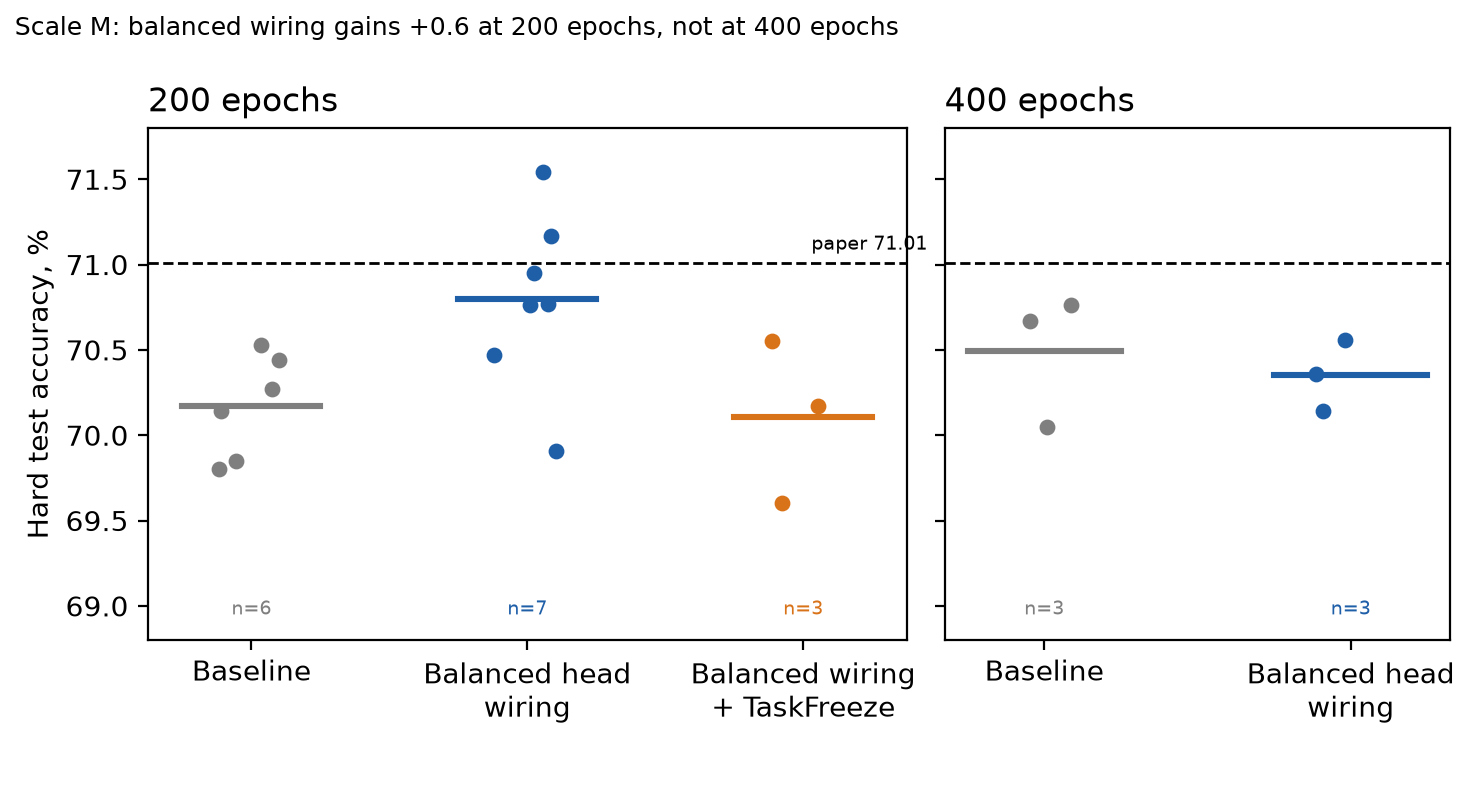 Scale M: balanced wiring gains +0.6 at 200 epochs, not at 400 epochs
200 epochs
400 epochs
Hard test accuracy, %
71.5
71.0
70.5
70.0
69.5
69.0
paper 71.01
n=6
n=7
n=3
n=3
n=3
Baseline
Balanced head
wiring
Balanced wiring
+ TaskFreeze
Baseline
Balanced head
wiring